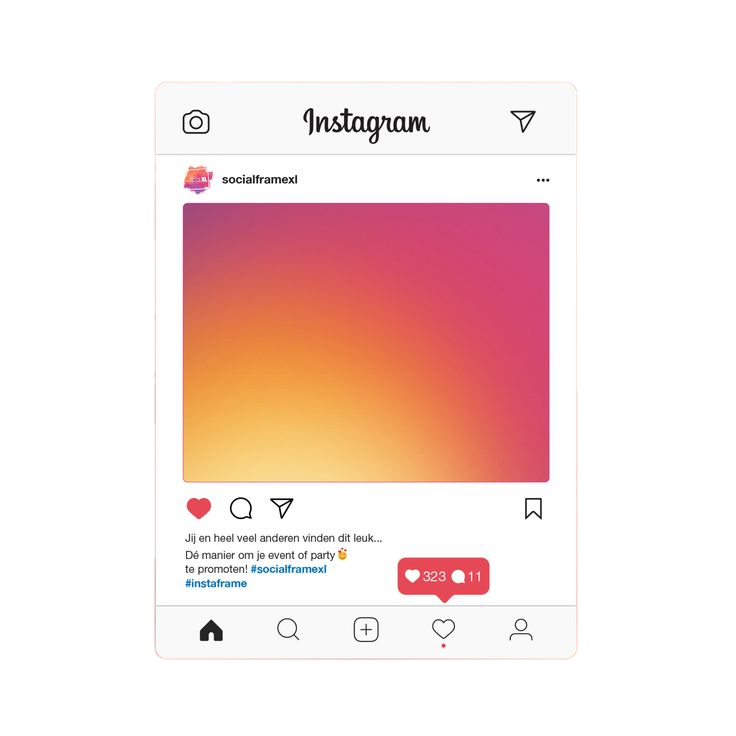 Instagram
socialframexl
Jij en heel veel anderen vinden dit leuk...
Dé manier om je event of party
te promoten! #socialframexl
#instaframe
323 11